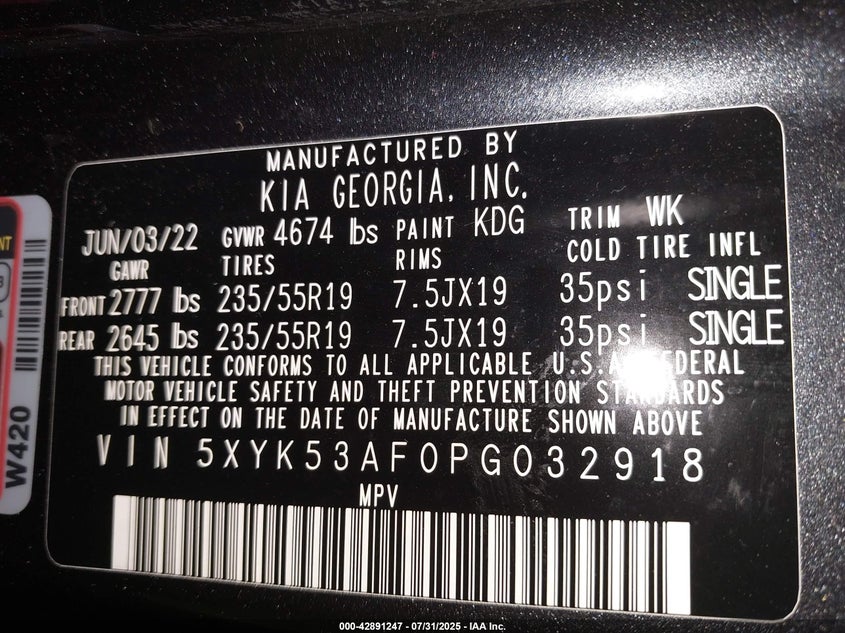 MANUFACTURED BY
KIA GEORGIA, INC.
JUN/03/22 GVWR 4674 lbs PAINT KDG TRIM WK
GAWR TIRES RIMS COLD TIRE INFL
FRONT 2777 lbs 235/55R19 7.5JX19 35psi SINGLE
REAR 2645 lbs 235/55R19 7.5JX19 35psi SINGLE
THIS VEHICLE CONFORMS TO ALL APPLICABLE U.S.A. FEDERAL
MOTOR VEHICLE SAFETY AND THEFT PREVENTION STANDARDS
IN EFFECT ON THE DATE OF MANUFACTURE SHOWN ABOVE
VIN 5XYK53AF0PG032918
MPV
W420
000-42891247 - 07/31/2025 - IAA Inc.